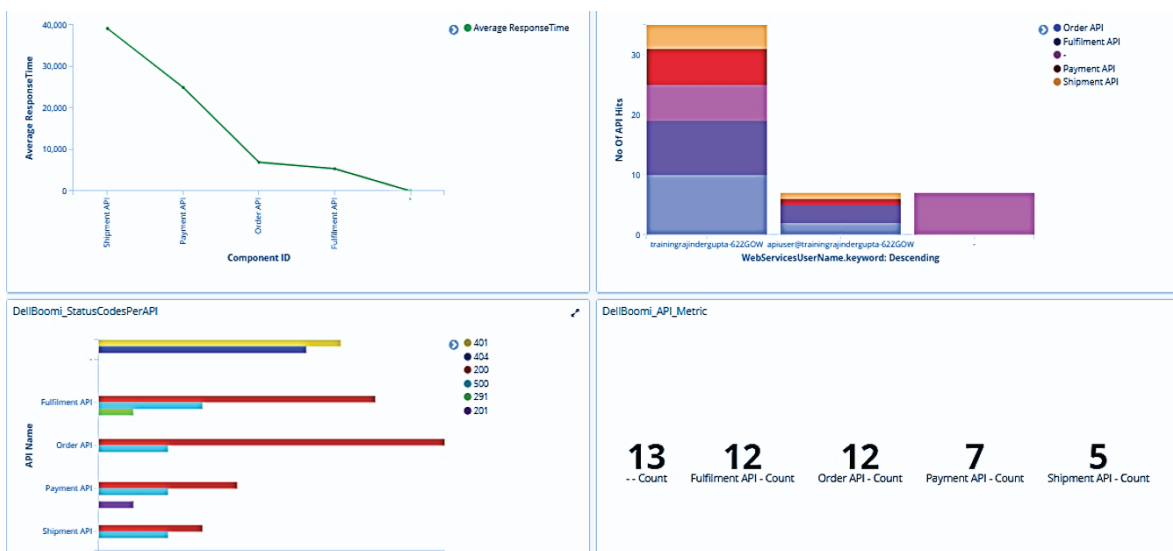 40,000
30,000
20,000
10,000
0
Average ResponseTime
Shipment API
Payment API
Order API
Fulfilment API
-
Component ID
Average ResponseTime
30
20
10
0
No Of API Hits
trainingrajindergupta-62ZGOW apiuser@trainingrajindergupta-62ZGOW -
WebServicesUserName.keyword: Descending
Order API
Fulfilment API
-
Payment API
Shipment API
DellBoomi_StatusCodesPerAPI
API Name
-
Fulfilment API
Order API
Payment API
Shipment API
401
404
200
500
291
201
DellBoomi_API_Metric
13 12 12 7 5
- - Count Fulfilment API - Count Order API - Count Payment API - Count Shipment API - Count